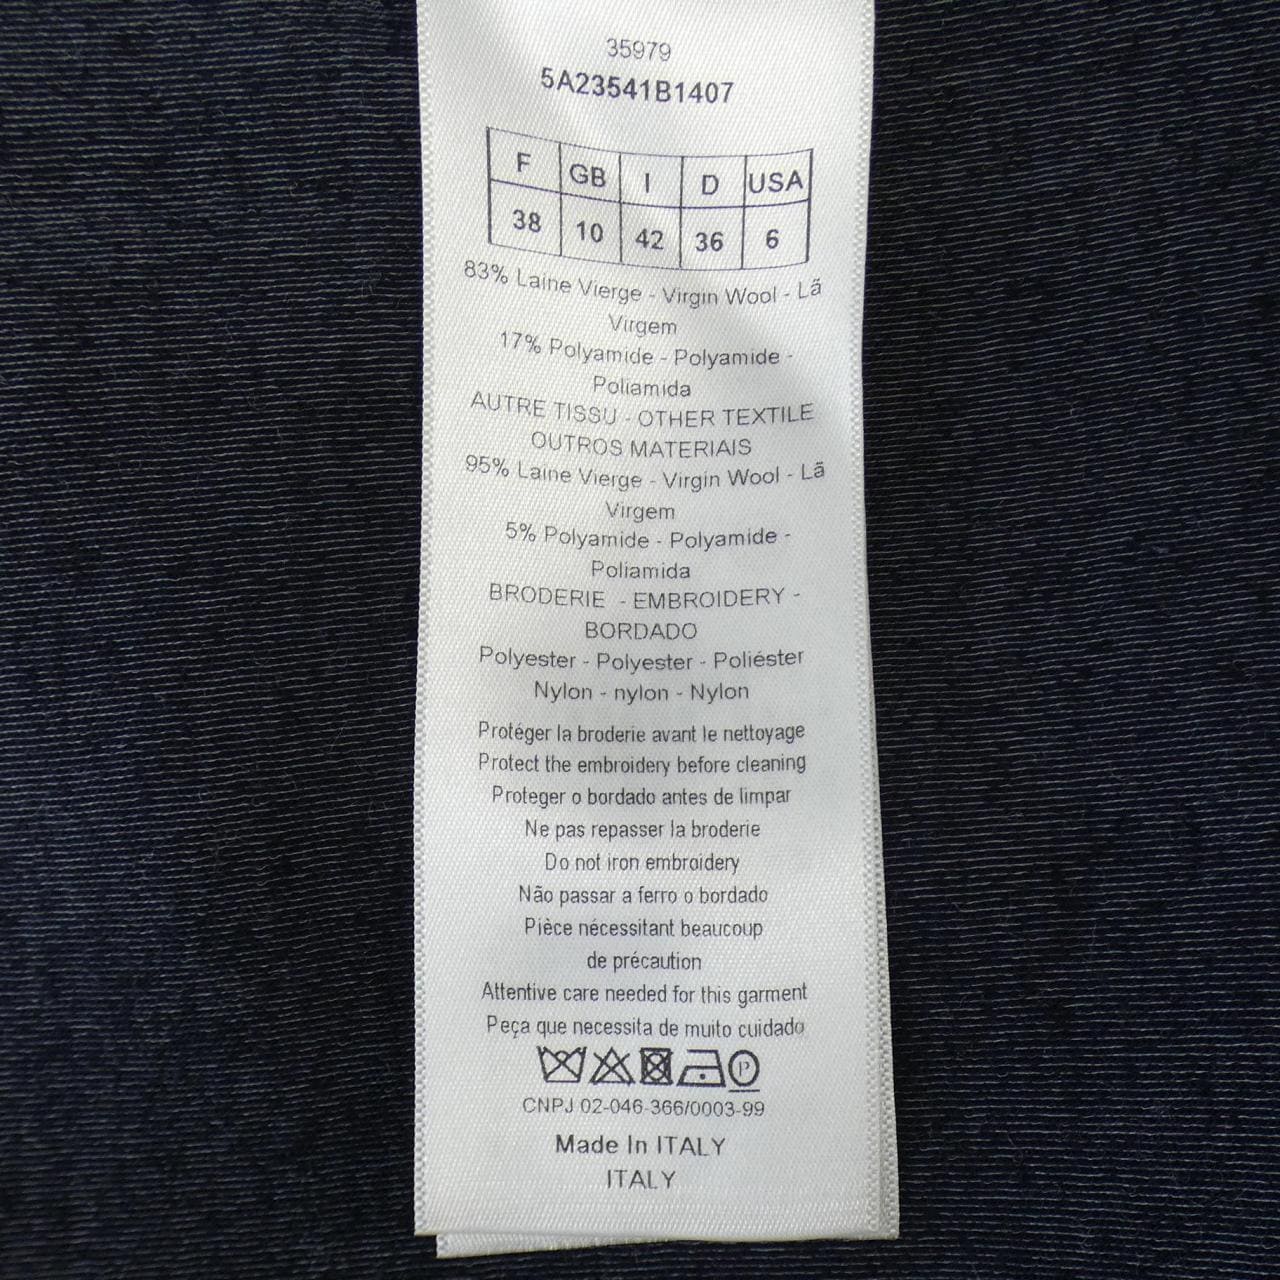 35979
5A23541B1407
F GB I D USA
38 10 42 36 6
83% Laine Vierge - Virgin Wool - Lã
Virgem
17% Polyamide - Polyamide -
Poliamida
AUTRE TISSU - OTHER TEXTILE
OUTROS MATERIAIS
95% Laine Vierge - Virgin Wool - Lã
Virgem
5% Polyamide - Polyamide -
Poliamida
BRODERIE - EMBROIDERY -
BORDADO
Polyester - Polyester - Poliéster
Nylon - nylon - Nylon
Protéger la broderie avant le nettoyage
Protect the embroidery before cleaning
Proteger o bordado antes de limpar
Ne pas repasser la broderie
Do not iron embroidery
Não passar a ferro o bordado
Pièce nécessitant beaucoup
de précaution
Attentive care needed for this garment
Peça que necessita de muito cuidado
P
CNPJ 02-046-366/0003-99
Made In ITALY
ITALY